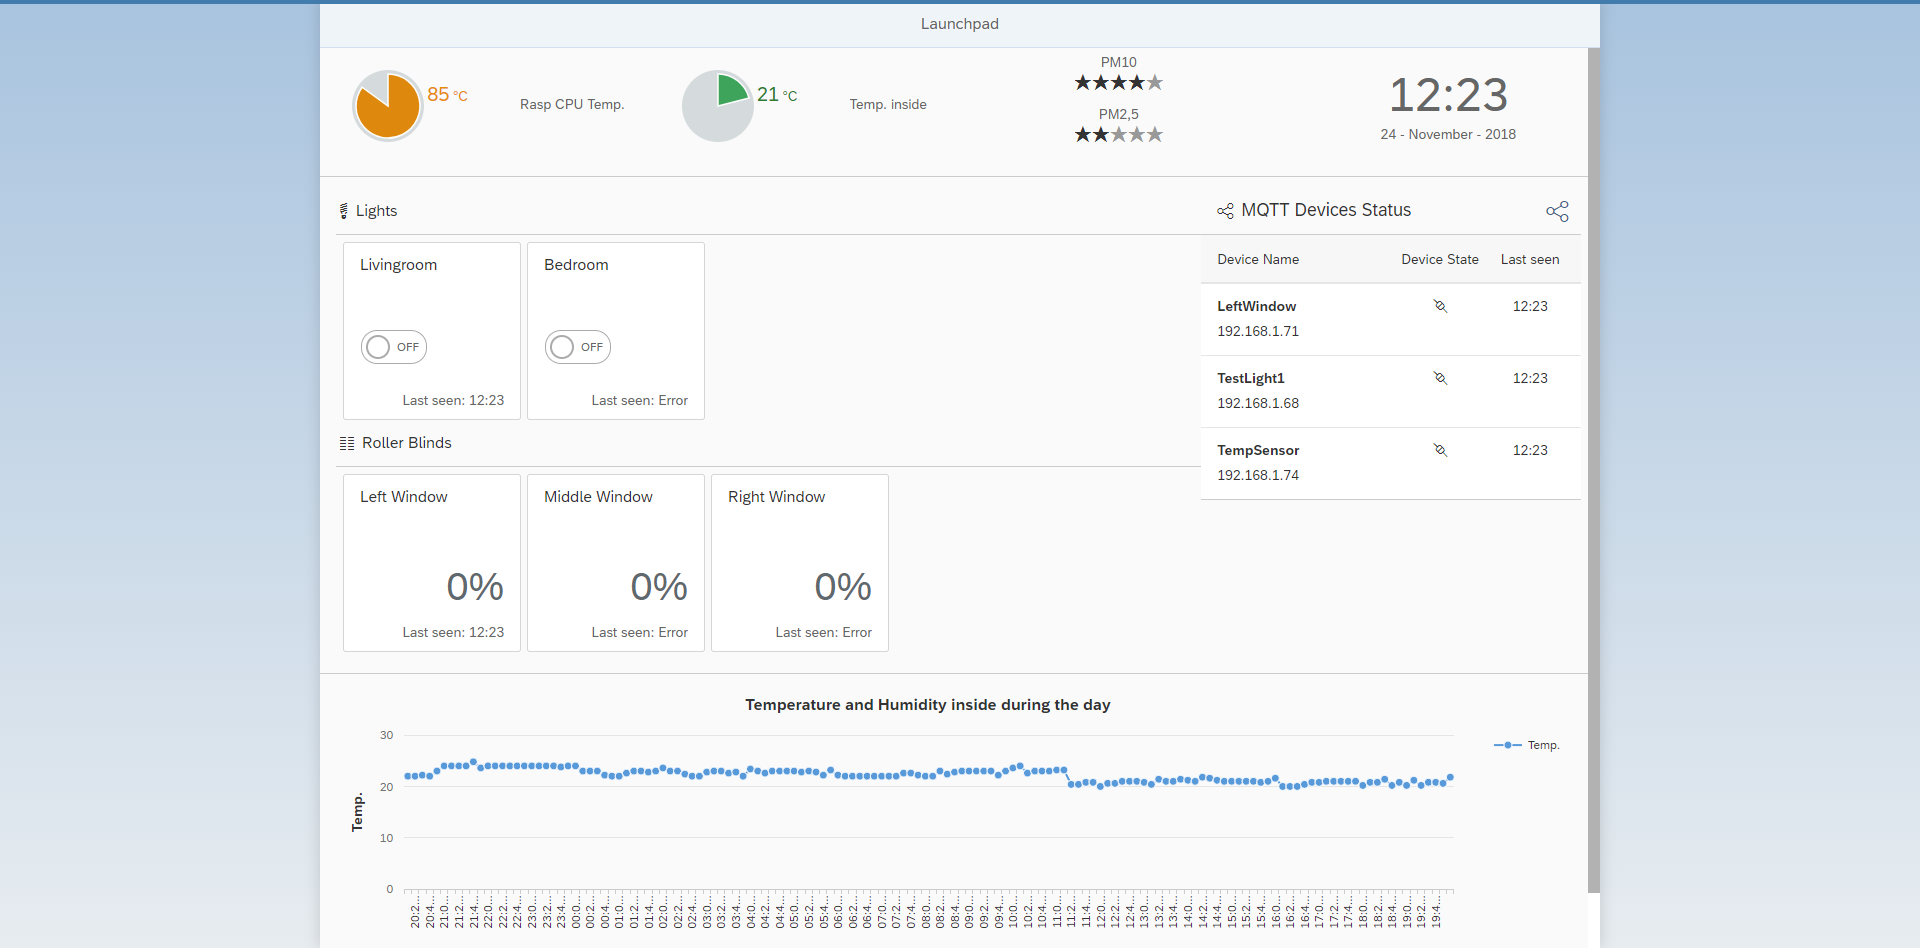 Launchpad
85 °C
Rasp CPU Temp.
21 °C
Temp. inside
PM10
PM2,5
12:23
24 - November - 2018
Lights
Livingroom
OFF
Last seen: 12:23
Bedroom
OFF
Last seen: Error
MQTT Devices Status
Device Name Device State Last seen
LeftWindow 12:23
192.168.1.71
TestLight1 12:23
192.168.1.68
TempSensor 12:23
192.168.1.74
Roller Blinds
Left Window
0%
Last seen: 12:23
Middle Window
0%
Last seen: Error
Right Window
0%
Last seen: Error
Temperature and Humidity inside during the day
Temp.
30
20
10
0
Temp.
20:2...
20:4...
21:0...
21:2...
21:4...
22:0...
22:2...
22:4...
23:0...
23:2...
23:4...
00:0...
00:2...
00:4...
01:0...
01:2...
01:4...
02:0...
02:2...
02:4...
03:0...
03:2...
03:4...
04:0...
04:2...
04:4...
05:0...
05:2...
05:4...
06:0...
06:2...
06:4...
07:0...
07:2...
07:4...
08:0...
08:2...
08:4...
09:0...
09:2...
09:4...
10:0...
10:2...
10:4...
11:0...
11:2...
11:4...
12:0...
12:2...
12:4...
13:0...
13:2...
13:4...
14:0...
14:2...
14:4...
15:0...
15:2...
15:4...
16:0...
16:2...
16:4...
17:0...
17:2...
17:4...
18:0...
18:2...
18:4...
19:0...
19:2...
19:4...